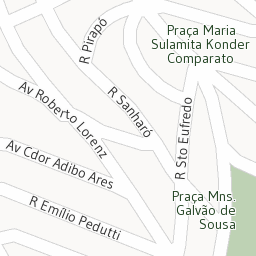 Praça Maria
Sulamita Konder
Comparato
R Pirapó
R Sanharó
Av Roberto Lorenz
R Sto Eufredo
Av Cdor Adibo Ares
R Emílio Pedutti
Praça Mns.
Galvão de
Sousa